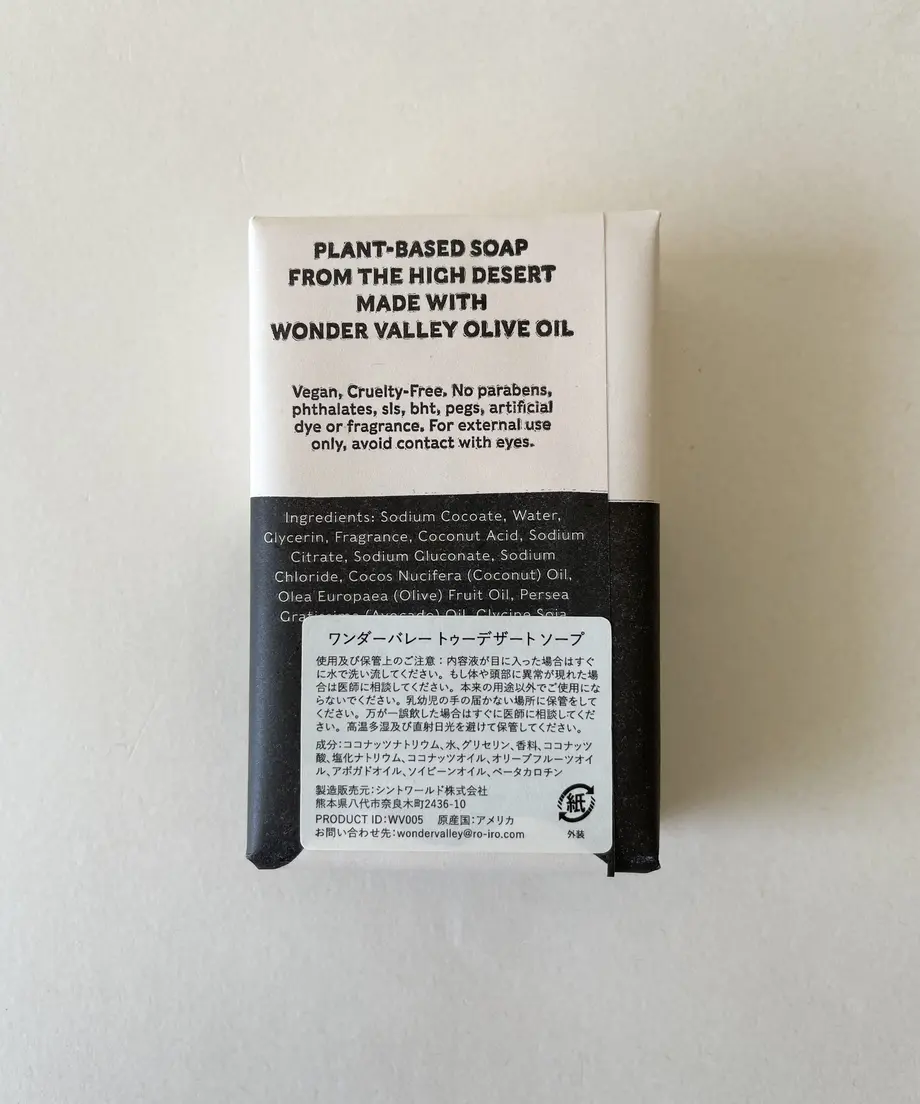 PLANT-BASED SOAP
FROM THE HIGH DESERT
MADE WITH
WONDER VALLEY OLIVE OIL
Vegan, Cruelty-Free. No parabens,
phthalates, sls, bht, pegs, artificial
dye or fragrance. For external use
only, avoid contact with eyes.
Ingredients: Sodium Cocoate, Water,
Glycerin, Fragrance, Coconut Acid, Sodium
Citrate, Sodium Gluconate, Sodium
Chloride, Cocos Nucifera (Coconut) Oil,
Olea Europaea (Olive) Fruit Oil, Persea
Gratissima (Avocado) Oil, Glycine Soja
ワンダーバレー トゥーデザート ソープ
使用及び保管上のご注意：内容液が目に入った場合はすぐ
に水で洗い流してください。もし体や頭部に異常が現れた場
合は医師に相談してください。本来の用途以外でご使用にな
らないでください。乳幼児の手の届かない場所に保管をして
ください。万が一誤飲した場合はすぐに医師に相談してくだ
さい。高温多湿及び直射日光を避けて保管してください。
成分：ココナッツナトリウム、水、グリセリン、香料、ココナッツ
酸、塩化ナトリウム、ココナッツオイル、オリーブフルーツオイ
ル、アボガドオイル、ソイビーンオイル、ベータカロチン
製造販売元：シントワールド株式会社
熊本県八代市奈良木町2436-10
PRODUCT ID：WV005　原産国：アメリカ
お問い合わせ先：wondervalley@ro-iro.com
紙
外装